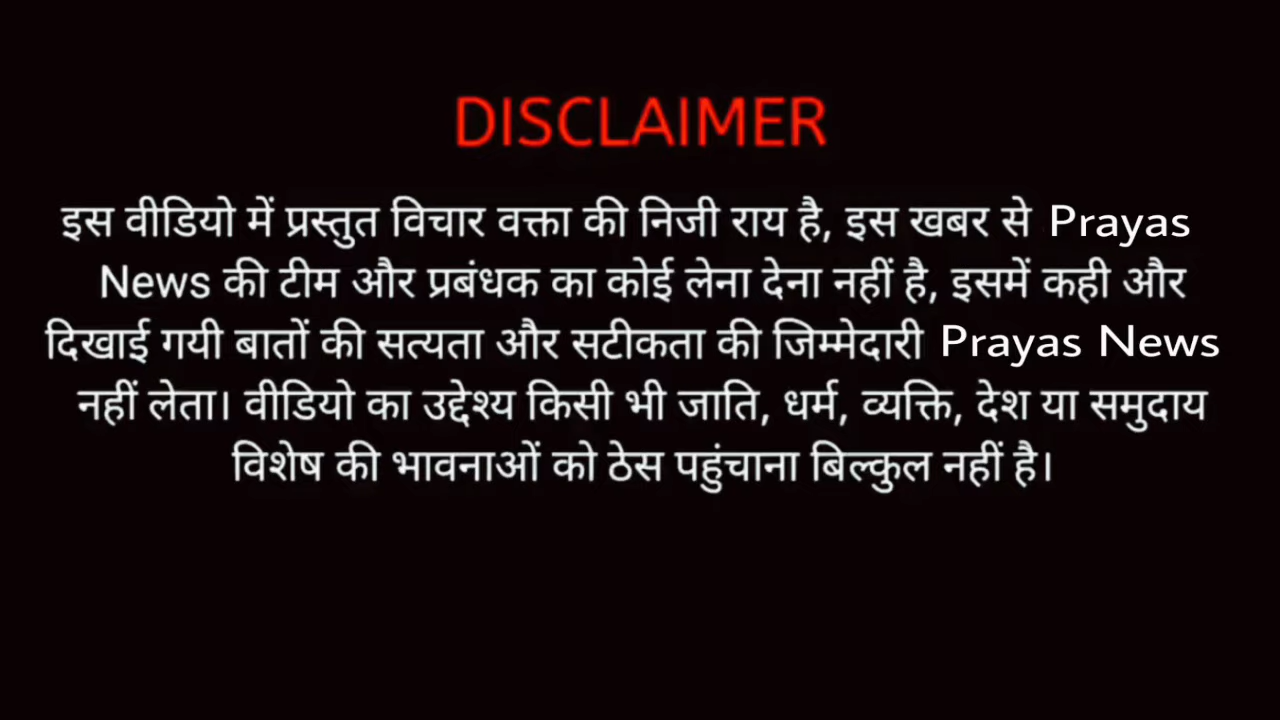 DISCLAIMER
इस वीडियो में प्रस्तुत विचार वक्ता की निजी राय है, इस खबर से Prayas
News की टीम और प्रबंधक का कोई लेना देना नहीं है, इसमें कही और
दिखाई गयी बातों की सत्यता और सटीकता की जिम्मेदारी Prayas News
नहीं लेता। वीडियो का उद्देश्य किसी भी जाति, धर्म, व्यक्ति, देश या समुदाय
विशेष की भावनाओं को ठेस पहुंचाना बिल्कुल नहीं है।